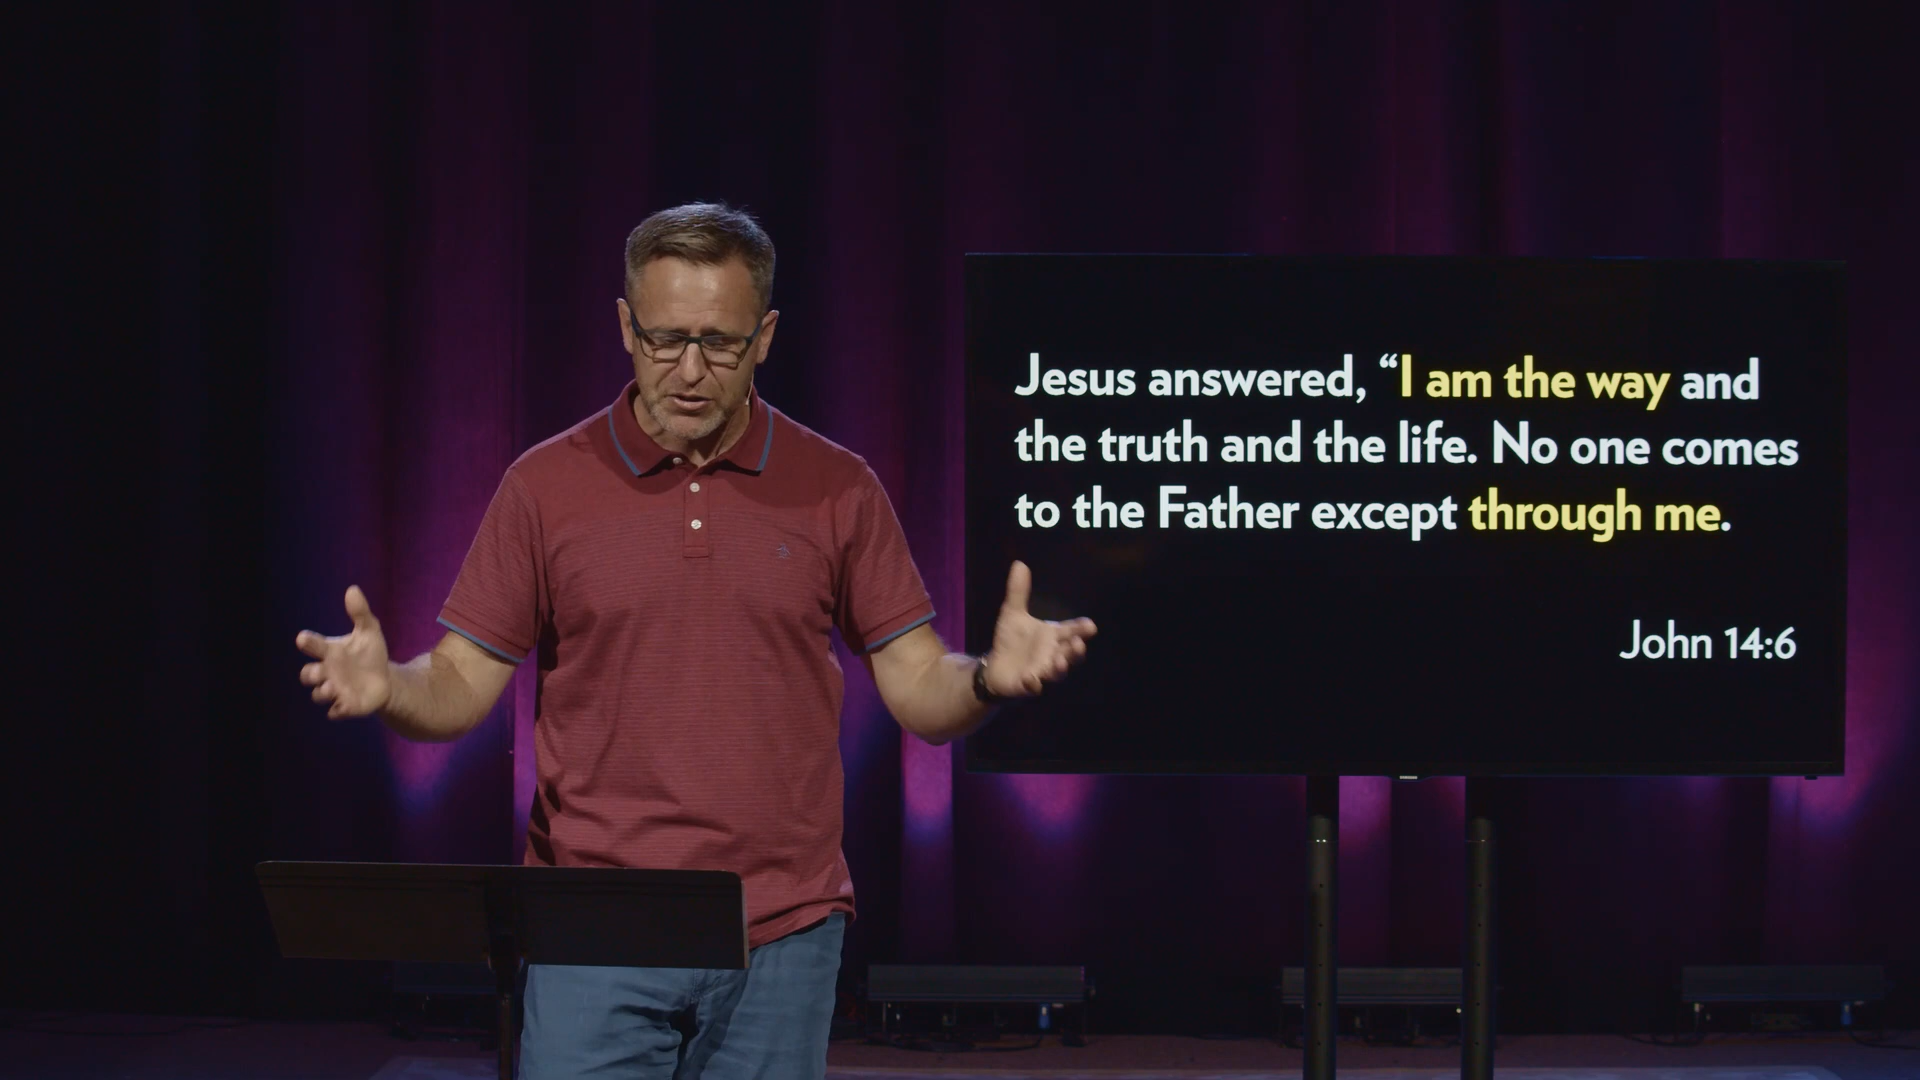 Jesus answered, “I am the way and
the truth and the life. No one comes
to the Father except through me.
John 14:6